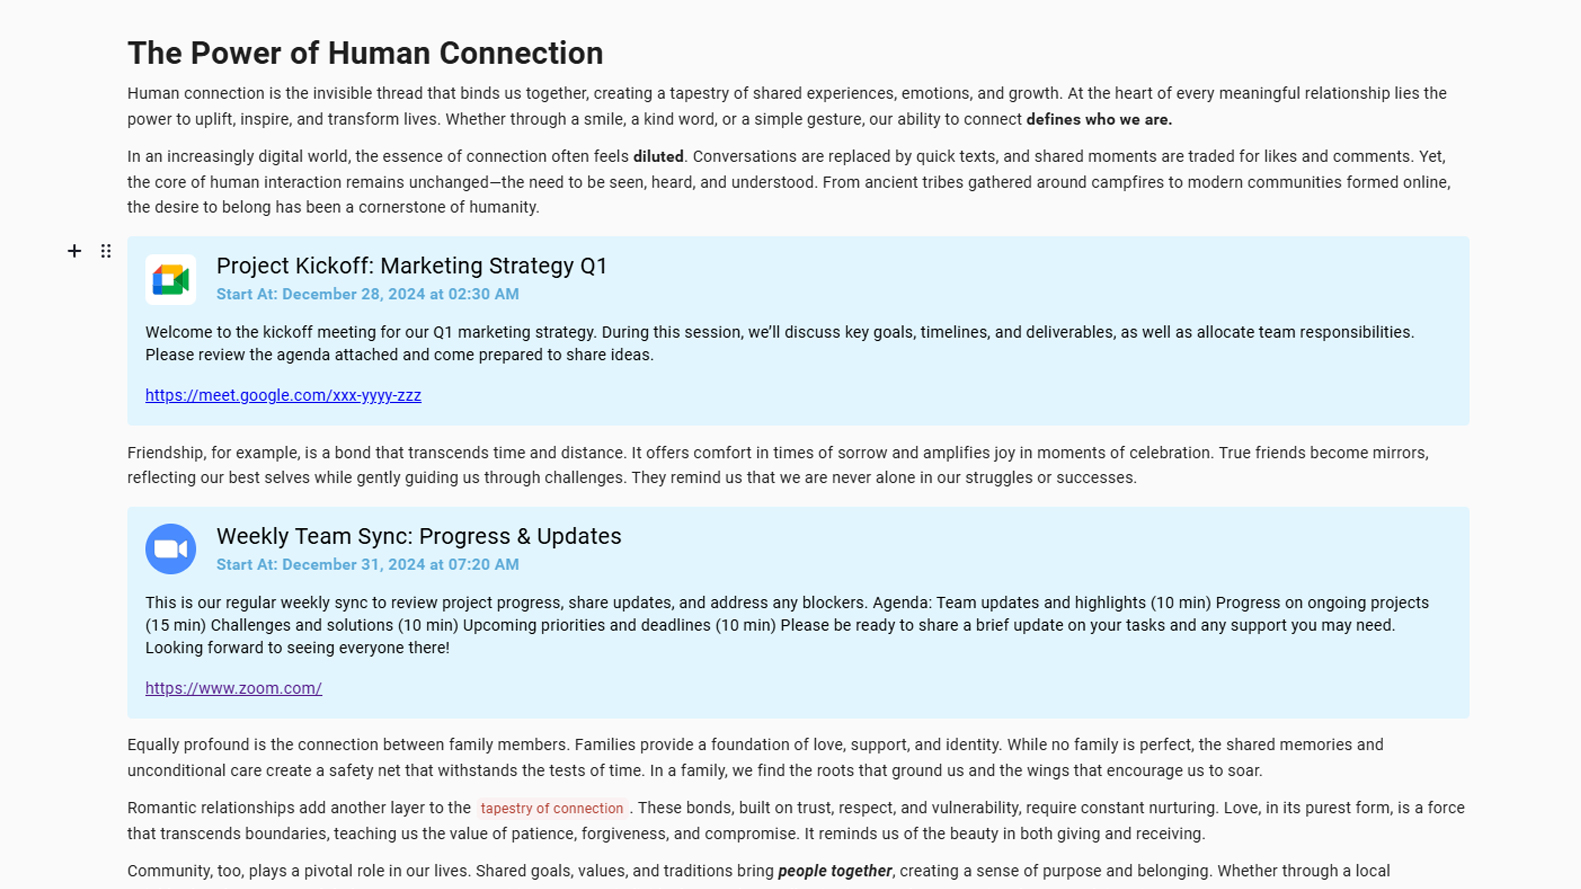 The Power of Human Connection
Human connection is the invisible thread that binds us together, creating a tapestry of shared experiences, emotions, and growth. At the heart of every meaningful relationship lies the
power to uplift, inspire, and transform lives. Whether through a smile, a kind word, or a simple gesture, our ability to connect defines who we are.
In an increasingly digital world, the essence of connection often feels diluted. Conversations are replaced by quick texts, and shared moments are traded for likes and comments. Yet,
the core of human interaction remains unchanged—the need to be seen, heard, and understood. From ancient tribes gathered around campfires to modern communities formed online,
the desire to belong has been a cornerstone of humanity.
Project Kickoff: Marketing Strategy Q1
Start At: December 28, 2024 at 02:30 AM
Welcome to the kickoff meeting for our Q1 marketing strategy. During this session, we’ll discuss key goals, timelines, and deliverables, as well as allocate team responsibilities.
Please review the agenda attached and come prepared to share ideas.
https://meet.google.com/xxx-yyyy-zzz
Friendship, for example, is a bond that transcends time and distance. It offers comfort in times of sorrow and amplifies joy in moments of celebration. True friends become mirrors,
reflecting our best selves while gently guiding us through challenges. They remind us that we are never alone in our struggles or successes.
Weekly Team Sync: Progress & Updates
Start At: December 31, 2024 at 07:20 AM
This is our regular weekly sync to review project progress, share updates, and address any blockers. Agenda: Team updates and highlights (10 min) Progress on ongoing projects
(15 min) Challenges and solutions (10 min) Upcoming priorities and deadlines (10 min) Please be ready to share a brief update on your tasks and any support you may need.
Looking forward to seeing everyone there!
https://www.zoom.com/
Equally profound is the connection between family members. Families provide a foundation of love, support, and identity. While no family is perfect, the shared memories and
unconditional care create a safety net that withstands the tests of time. In a family, we find the roots that ground us and the wings that encourage us to soar.
Romantic relationships add another layer to the tapestry of connection . These bonds, built on trust, respect, and vulnerability, require constant nurturing. Love, in its purest form, is a force
that transcends boundaries, teaching us the value of patience, forgiveness, and compromise. It reminds us of the beauty in both giving and receiving.
Community, too, plays a pivotal role in our lives. Shared goals, values, and traditions bring people together, creating a sense of purpose and belonging. Whether through a local